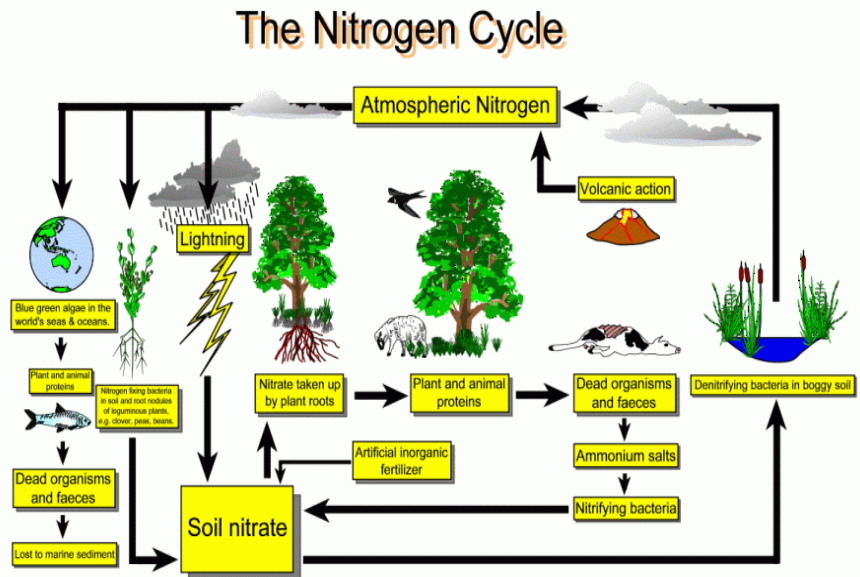 The Nitrogen Cycle
Atmospheric Nitrogen
Volcanic action
Lightning
Blue green algae in the
world's seas & oceans.
Plant and animal
proteins
Nitrogen fixing bacteria
in soil and root nodules
of leguminous plants,
e.g. clover, peas, beans.
Dead organisms
and faeces
Lost to marine sediment
Nitrate taken up
by plant roots
Plant and animal
proteins
Dead organisms
and faeces
Denitrifying bacteria in boggy soil
Artificial inorganic
fertilizer
Ammonium salts
Nitrifying bacteria
Soil nitrate